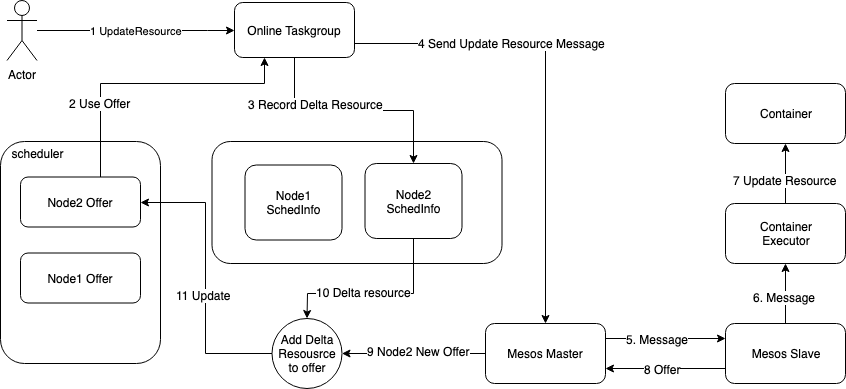 1 UpdateResource
Online Taskgroup
Actor
4 Send Update Resource Message
2 Use Offer
3 Record Delta Resource
Container
scheduler
Node2 Offer
Node1
SchedInfo
Node2
SchedInfo
7 Update Resource
Container
Executor
Node1 Offer
11 Update
10 Delta resource
6. Message
Add Delta
Resousrce
to offer
9 Node2 New Offer
Mesos Master
5. Message
8 Offer
Mesos Slave